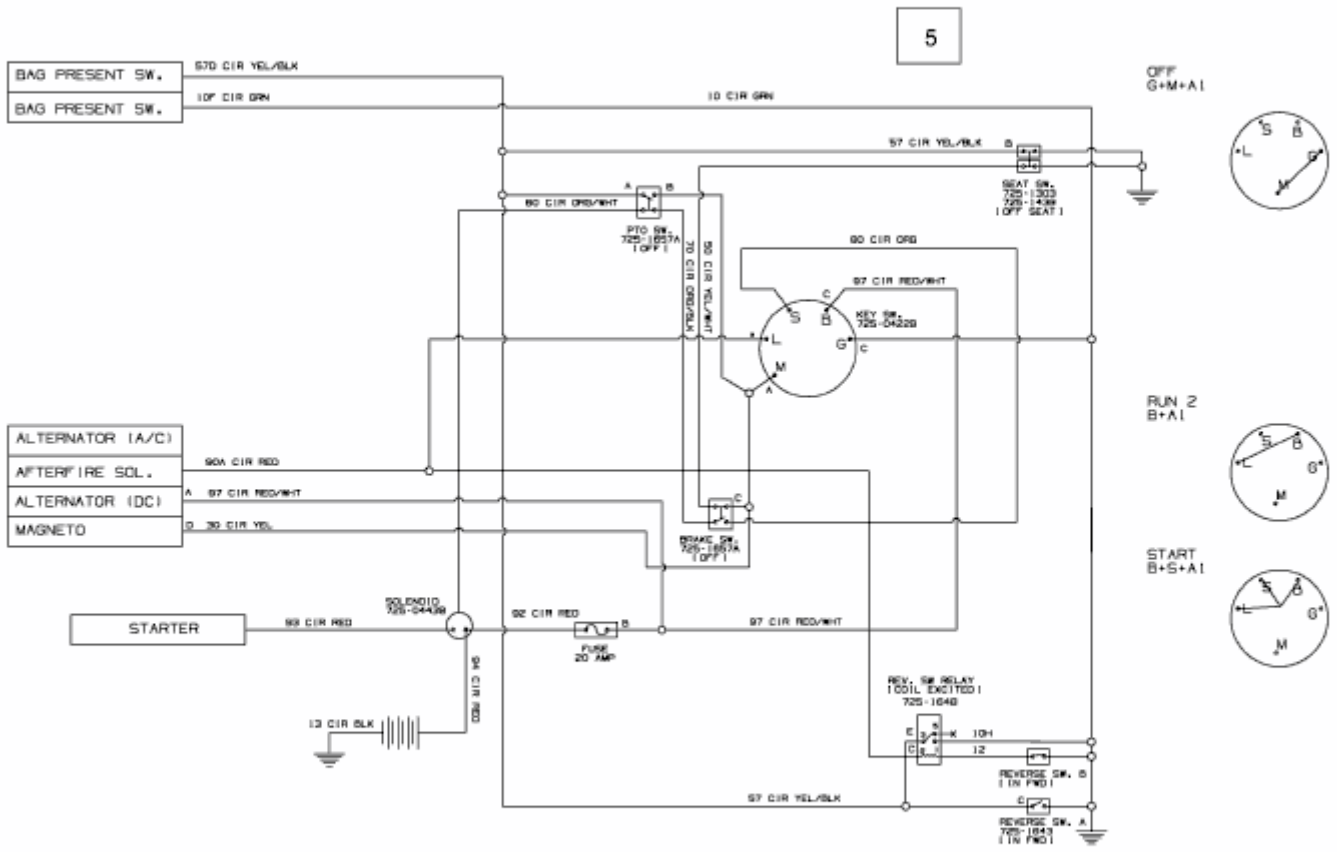 5
BAG PRESENT SW.
57D CIR YEL/BLK
BAG PRESENT SW.
10F CIR GRN
10 CIR GRN
OFF
G+M+A1
S B
L G
M
57 CIR YEL/BLK B
SEAT SW.
725-1303
725-1439
(OFF SEAT)
A B
60 CIR ORG/WHT
PTO SW.
725-1657A
(OFF)
70 CIR ORG/BLK
50 CIR YEL/WHT
80 CIR ORG
97 CIR RED/WHT
C
S B
KEY SW.
725-04228
L G
C
M
A
RUN 2
B+A1
S B
L G
M
ALTERNATOR (A/C)
AFTERFIRE SOL.
90A CIR RED
ALTERNATOR (DC)
A 97 CIR RED/WHT
MAGNETO
D 30 CIR YEL
C
BRAKE SW.
725-1657A
(OFF)
START
B+S+A1
S B
L G
M
SOLENOID
725-04439
STARTER
93 CIR RED
92 CIR RED
B
FUSE
20 AMP
97 CIR RED/WHT
94 CIR RED
13 CIR BLK
REV. SW RELAY
(COIL EXCITED)
725-1648
E
C
10H
12
REVERSE SW. B
(IN FWD)
57 CIR YEL/BLK
C
REVERSE SW. A
725-1643
(IN FWD)